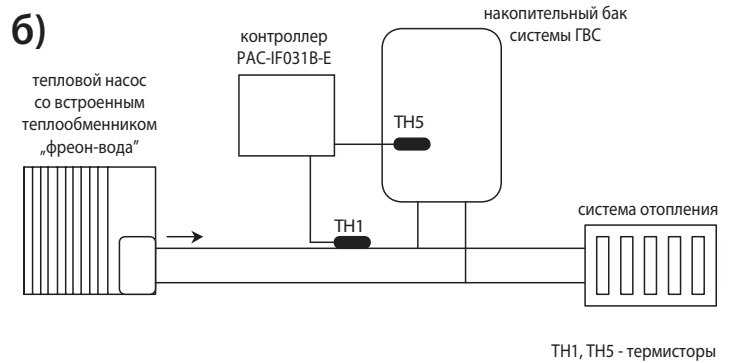 б)
накопительный бак
системы ГВС
контроллер
PAC-IF031B-E
тепловой насос
со встроенным
теплообменником
„фреон-вода”
TH5
TH1
система отопления
TH1, TH5 - термисторы